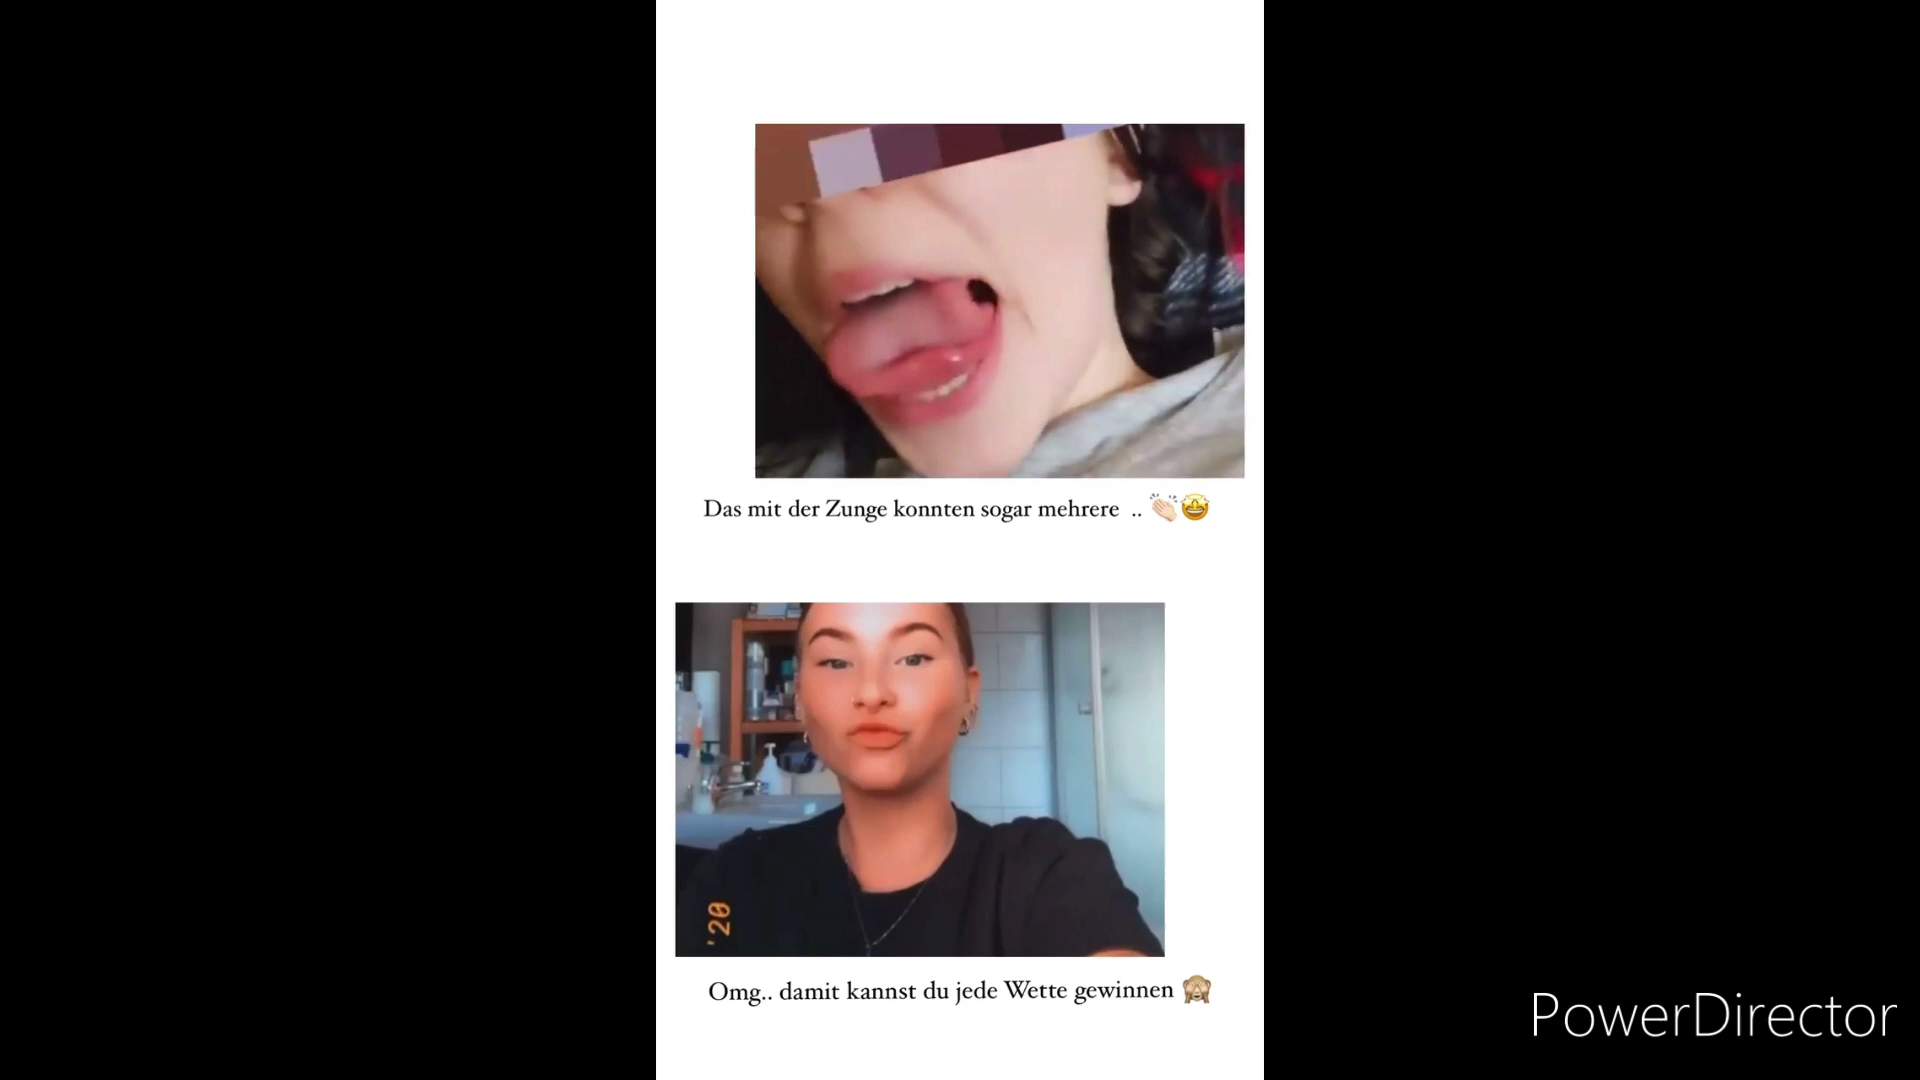 Das mit der Zunge konnten sogar mehrere .. 👏🏻🤩
'20
Omg.. damit kannst du jede Wette gewinnen 🙈
PowerDirector